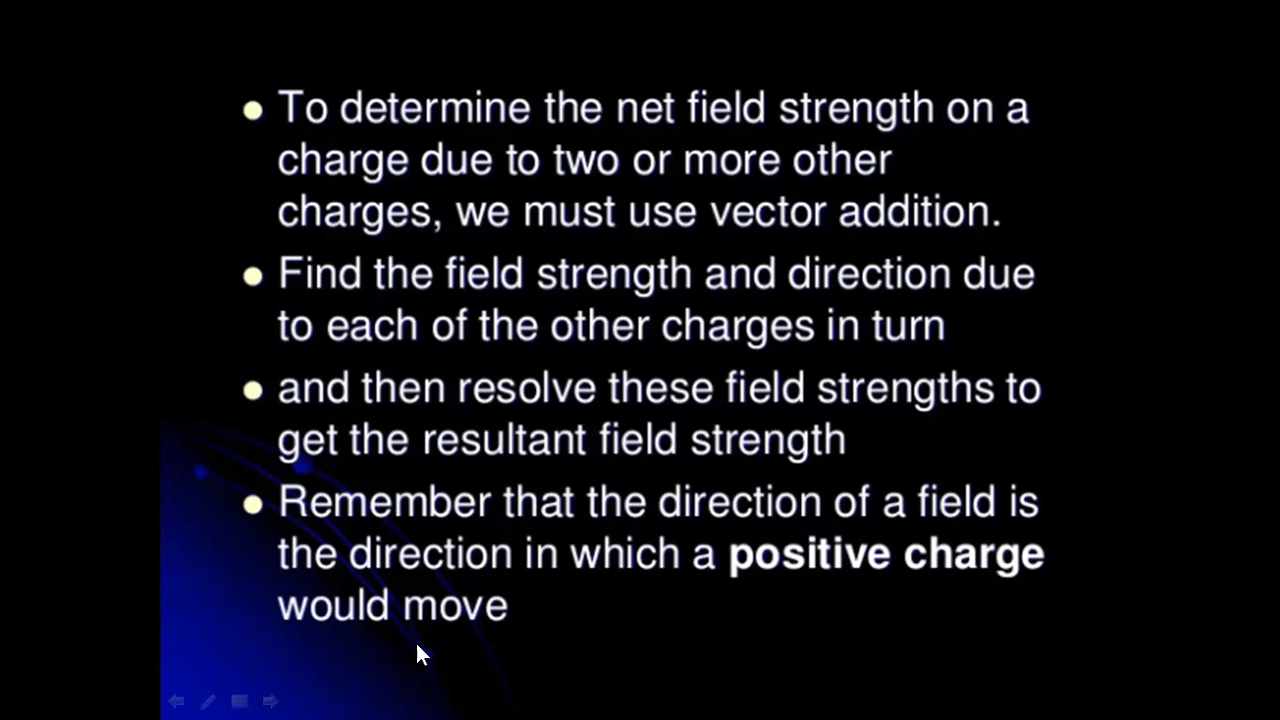 To determine the net field strength on a
charge due to two or more other
charges, we must use vector addition.
Find the field strength and direction due
to each of the other charges in turn
and then resolve these field strengths to
get the resultant field strength
Remember that the direction of a field is
the direction in which a positive charge
would move